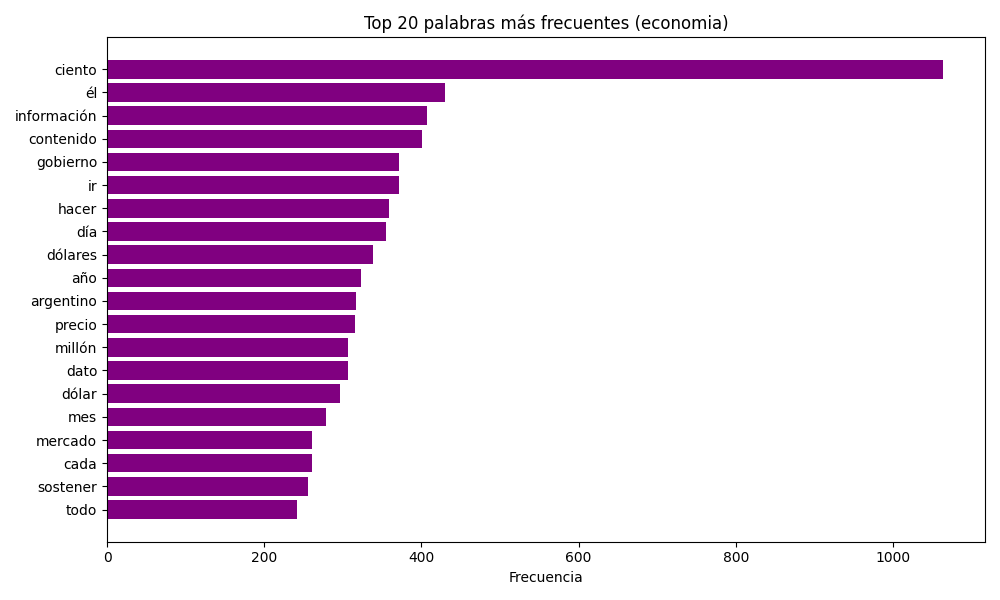 Top 20 palabras más frecuentes (economia)
ciento
él
información
contenido
gobierno
ir
hacer
día
dólares
año
argentino
precio
millón
dato
dólar
mes
mercado
cada
sostener
todo
0 200 400 600 800 1000
Frecuencia